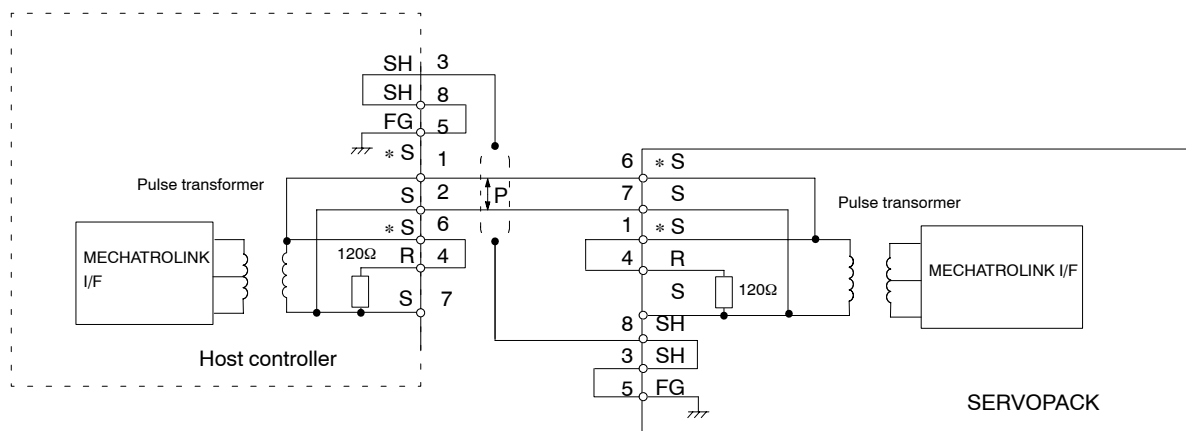 SH 3
SH 8
FG 5
* S 1
6 * S
Pulse transformer
S 2
P
7 S
Pulse transormer
* S 6
1 * S
MECHATROLINK
I/F
120Ω
R 4
4 R
MECHATROLINK I/F
S 7
S
120Ω
8 SH
Host controller
3 SH
5 FG
SERVOPACK